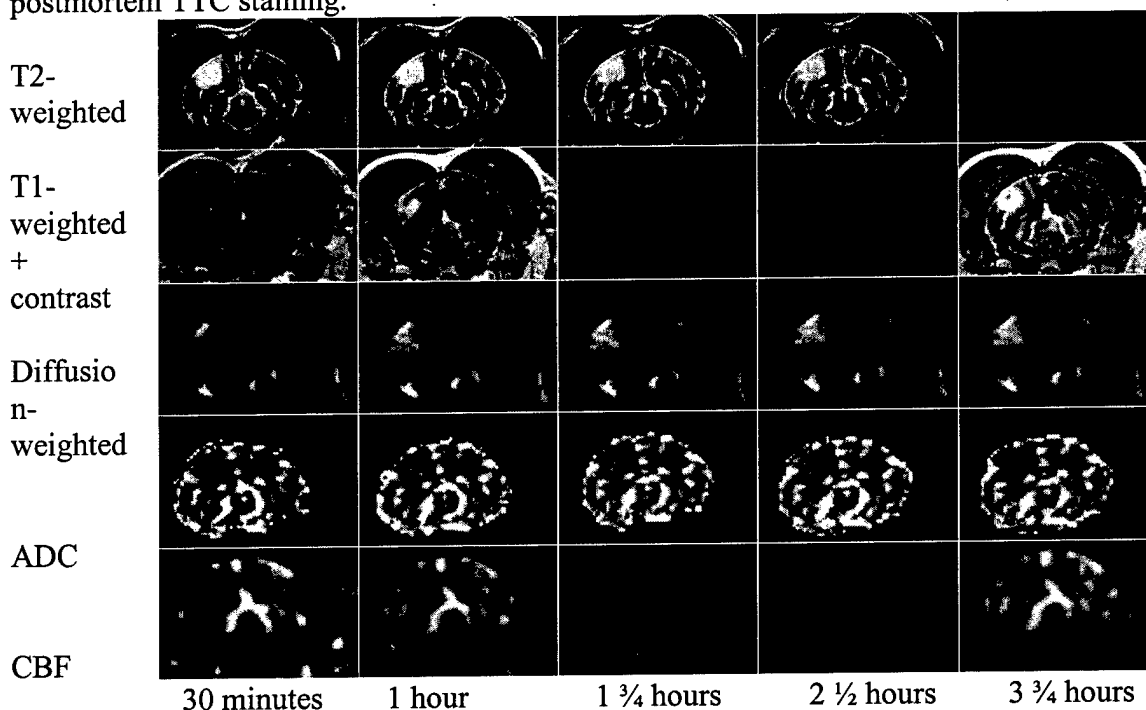 postmortem TTC staining.
T2-
weighted
T1-
weighted
+
contrast
Diffusio
n-
weighted
ADC
CBF
30 minutes 1 hour 1 ¾ hours 2 ½ hours 3 ¾ hours